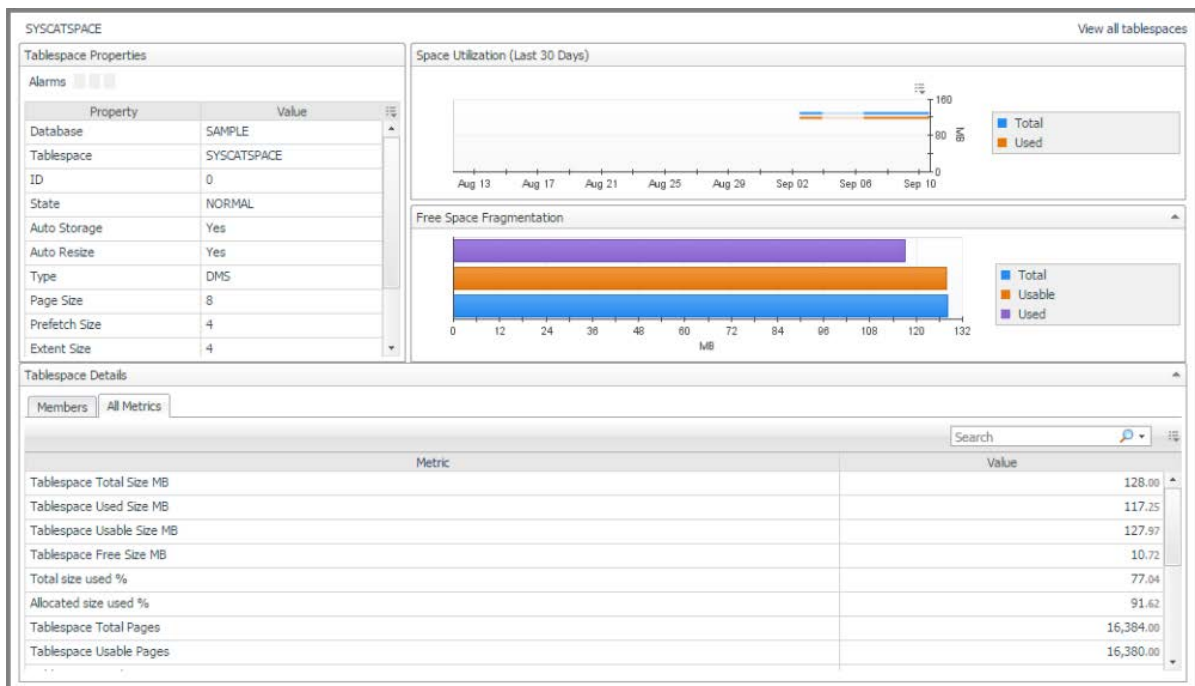 SYSCATSPACE View all tablespaces
Tablespace Properties
Alarms
Property Value
Database SAMPLE
Tablespace SYSCATSPACE
ID 0
State NORMAL
Auto Storage Yes
Auto Resize Yes
Type DMS
Page Size 8
Prefetch Size 4
Extent Size 4
Space Utilization (Last 30 Days)
160
80
0
MB
Aug 13 Aug 17 Aug 21 Aug 25 Aug 29 Sep 02 Sep 06 Sep 10
Total
Used
Free Space Fragmentation
0 12 24 36 48 60 72 84 96 108 120 132
MB
Total
Usable
Used
Tablespace Details
Members All Metrics
Search
Metric Value
Tablespace Total Size MB 128.00
Tablespace Used Size MB 117.25
Tablespace Usable Size MB 127.97
Tablespace Free Size MB 10.72
Total size used % 77.04
Allocated size used % 91.62
Tablespace Total Pages 16,384.00
Tablespace Usable Pages 16,380.00